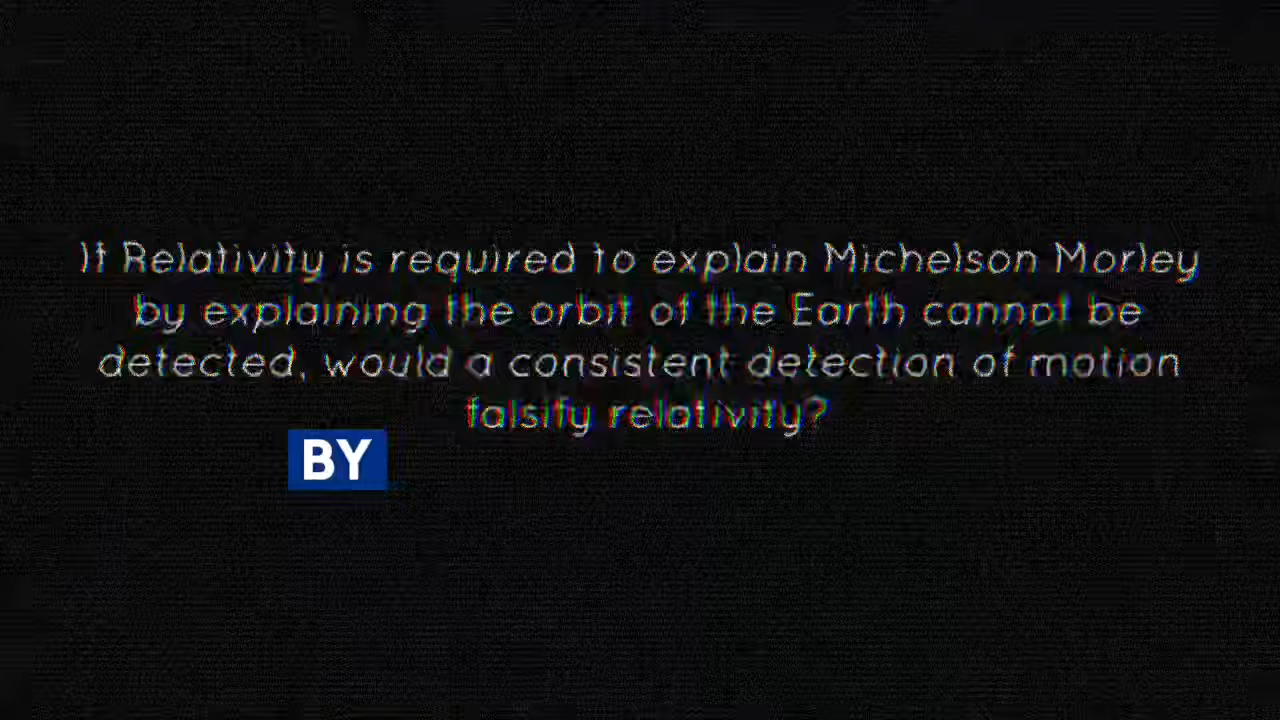 If Relativity is required to explain Michelson Morley
by explaining the orbit of the Earth cannot be
detected, would a consistent detection of motion
falsify relativity?
BY